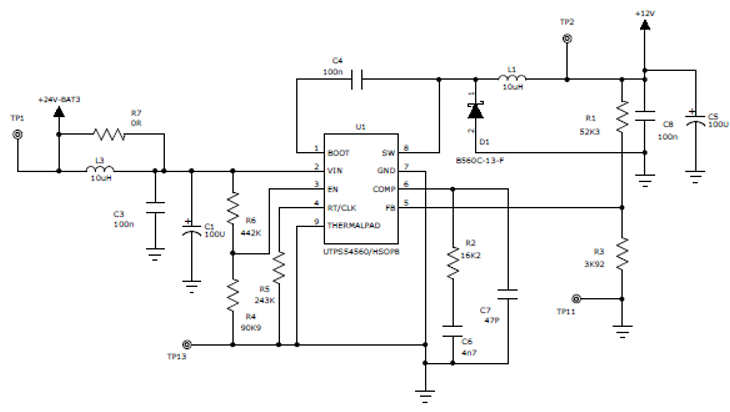 +12V
TP2
C4
100n
L1
10uH
+24V-BAT3
TP1
R7
0R
U1
1
2
D1
B560C-13-F
R1
52K3
C8
100n
+
C5
100U
L3
10uH
1
BOOT
SW
8
2
VIN
GND
7
3
EN
COMP
6
4
RT/CLK
FB
5
9
THERMALPAD
UTPS54560/HSOP8
C3
100n
+
C1
100U
R6
442K
R2
16K2
R3
3K92
R5
243K
R4
90K9
C7
47P
C6
4n7
TP11
TP13